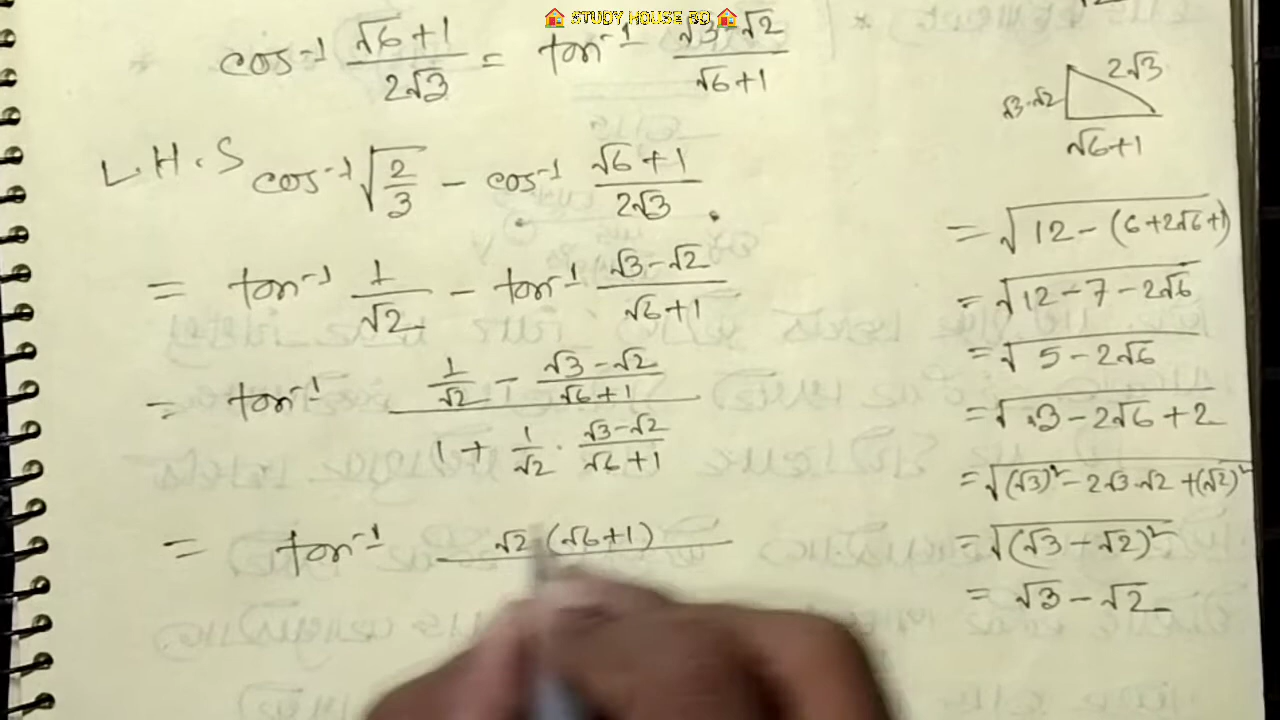 🏠 STUDY HOUSE BD 🏠
cos⁻¹ (√6+1)/(2√3) = tan⁻¹ (√3-√2)/(√6+1)
L.H.S cos⁻¹ √(2/3) - cos⁻¹ (√6+1)/(2√3)
= tan⁻¹ 1/√2 - tan⁻¹ (√3-√2)/(√6+1)
= tan⁻¹ (1/√2 - (√3-√2)/(√6+1)) / (1 + 1/√2 · (√3-√2)/(√6+1))
= tan⁻¹ √2(√6+1)
2√3
√3-√2
√6+1
= √(12-(6+2√6+1)
= √(12-7-2√6
= √(5-2√6
= √(3-2√6+2
= √((√3)²-2√3·√2+(√2)²
= √((√3-√2)²
= √3-√2